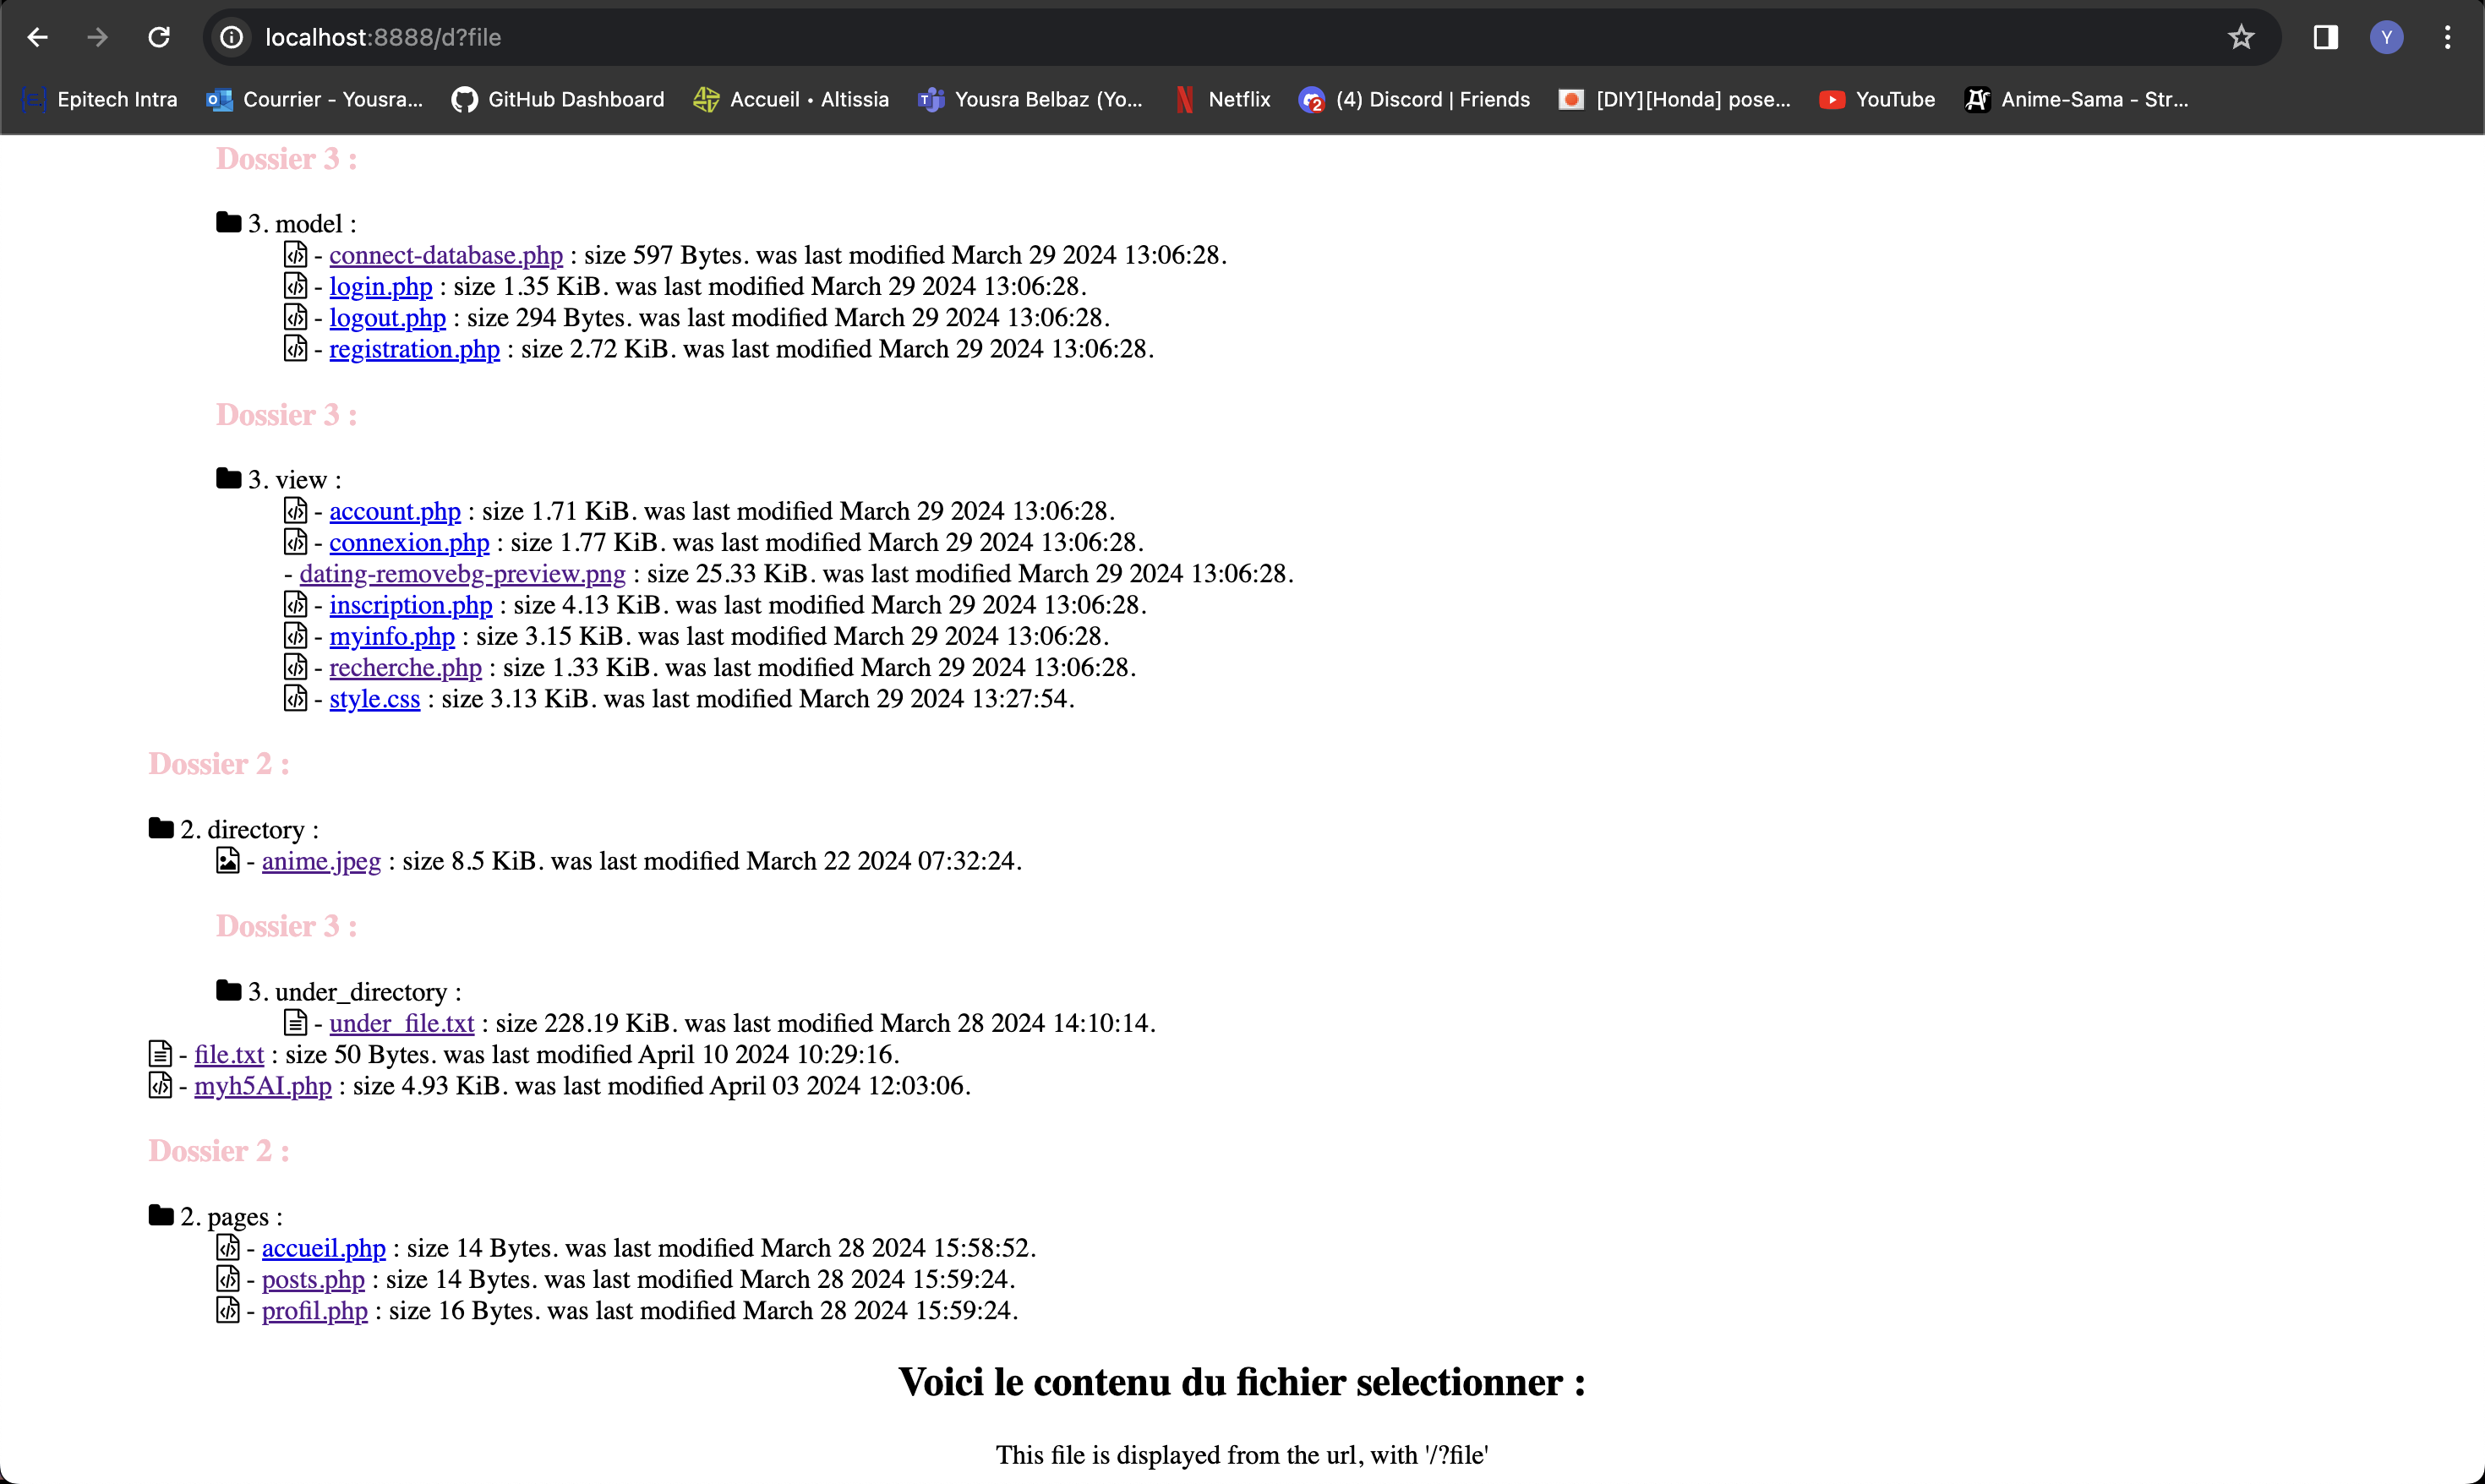 localhost:8888/d?file
Epitech Intra Courrier - Yousra... GitHub Dashboard Accueil • Altissia Yousra Belbaz (Yo... Netflix (4) Discord | Friends [DIY][Honda] pose... YouTube Anime-Sama - Str...
Dossier 3 :
3. model :
- connect-database.php : size 597 Bytes. was last modified March 29 2024 13:06:28.
- login.php : size 1.35 KiB. was last modified March 29 2024 13:06:28.
- logout.php : size 294 Bytes. was last modified March 29 2024 13:06:28.
- registration.php : size 2.72 KiB. was last modified March 29 2024 13:06:28.
Dossier 3 :
3. view :
- account.php : size 1.71 KiB. was last modified March 29 2024 13:06:28.
- connexion.php : size 1.77 KiB. was last modified March 29 2024 13:06:28.
- dating-removebg-preview.png : size 25.33 KiB. was last modified March 29 2024 13:06:28.
- inscription.php : size 4.13 KiB. was last modified March 29 2024 13:06:28.
- myinfo.php : size 3.15 KiB. was last modified March 29 2024 13:06:28.
- recherche.php : size 1.33 KiB. was last modified March 29 2024 13:06:28.
- style.css : size 3.13 KiB. was last modified March 29 2024 13:27:54.
Dossier 2 :
2. directory :
- anime.jpeg : size 8.5 KiB. was last modified March 22 2024 07:32:24.
Dossier 3 :
3. under_directory :
- under_file.txt : size 228.19 KiB. was last modified March 28 2024 14:10:14.
- file.txt : size 50 Bytes. was last modified April 10 2024 10:29:16.
- myh5AI.php : size 4.93 KiB. was last modified April 03 2024 12:03:06.
Dossier 2 :
2. pages :
- accueil.php : size 14 Bytes. was last modified March 28 2024 15:58:52.
- posts.php : size 14 Bytes. was last modified March 28 2024 15:59:24.
- profil.php : size 16 Bytes. was last modified March 28 2024 15:59:24.
Voici le contenu du fichier selectionner :
This file is displayed from the url, with '/?file'